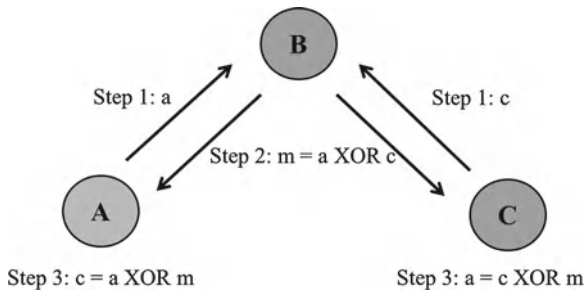 B
Step 1: a
Step 1: c
Step 2: m = a XOR c
A
C
Step 3: c = a XOR m
Step 3: a = c XOR m